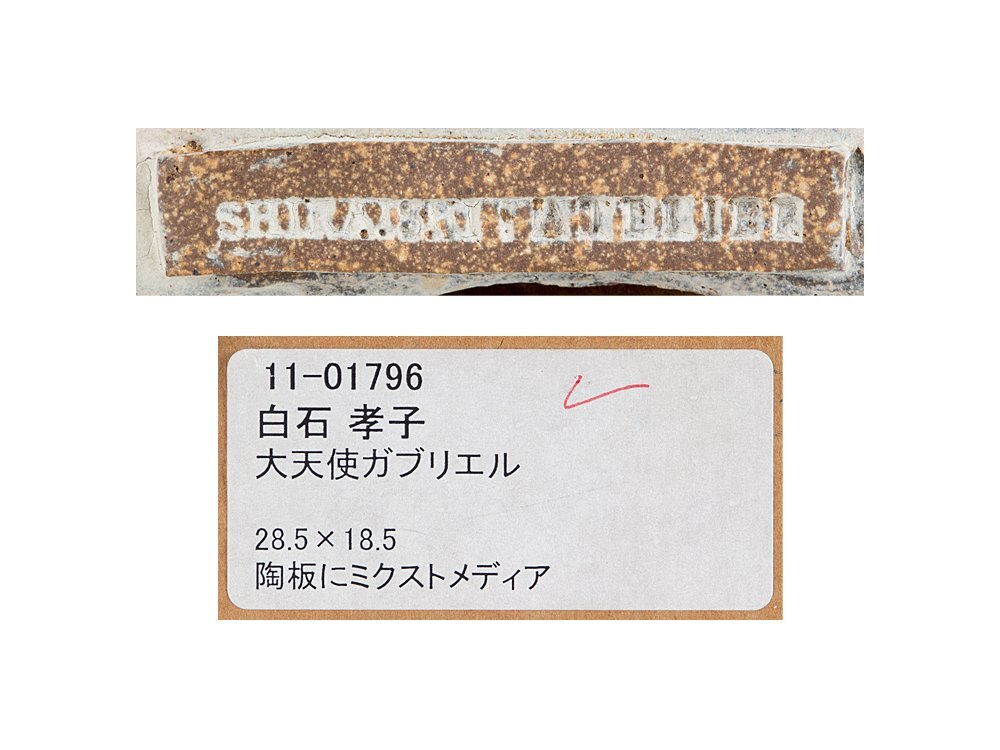 SHIRAISHI ATELIER
11-01796
白石 孝子
大天使ガブリエル
28.5×18.5
陶板にミクストメディア